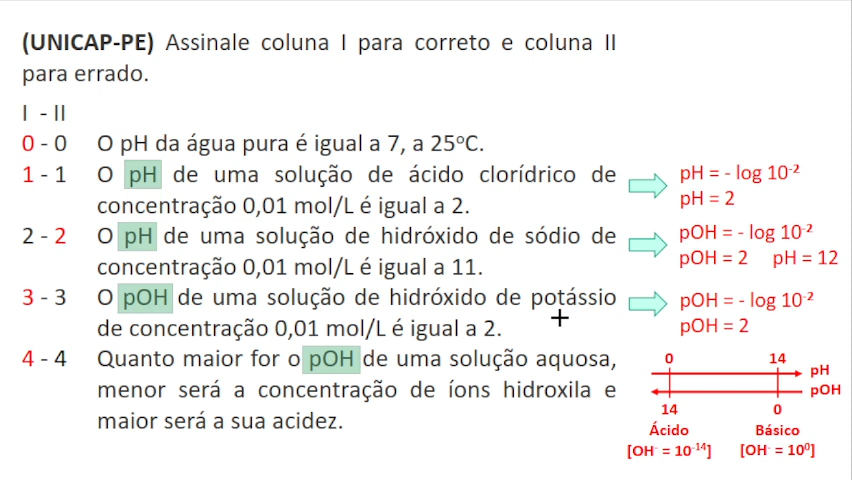 (UNICAP-PE) Assinale coluna I para correto e coluna II
para errado.
I - II
0 - 0 O pH da água pura é igual a 7, a 25ºC.
1 - 1 O pH de uma solução de ácido clorídrico de
concentração 0,01 mol/L é igual a 2.
pH = - log 10⁻²
pH = 2
2 - 2 O pH de uma solução de hidróxido de sódio de
concentração 0,01 mol/L é igual a 11.
pOH = - log 10⁻²
pOH = 2 pH = 12
3 - 3 O pOH de uma solução de hidróxido de potássio
de concentração 0,01 mol/L é igual a 2.
pOH = - log 10⁻²
pOH = 2
4 - 4 Quanto maior for o pOH de uma solução aquosa,
menor será a concentração de íons hidroxila e
maior será a sua acidez.
0 14
pH
pOH
14 0
Ácido Básico
[OH⁻ = 10⁻¹⁴] [OH⁻ = 10⁰]